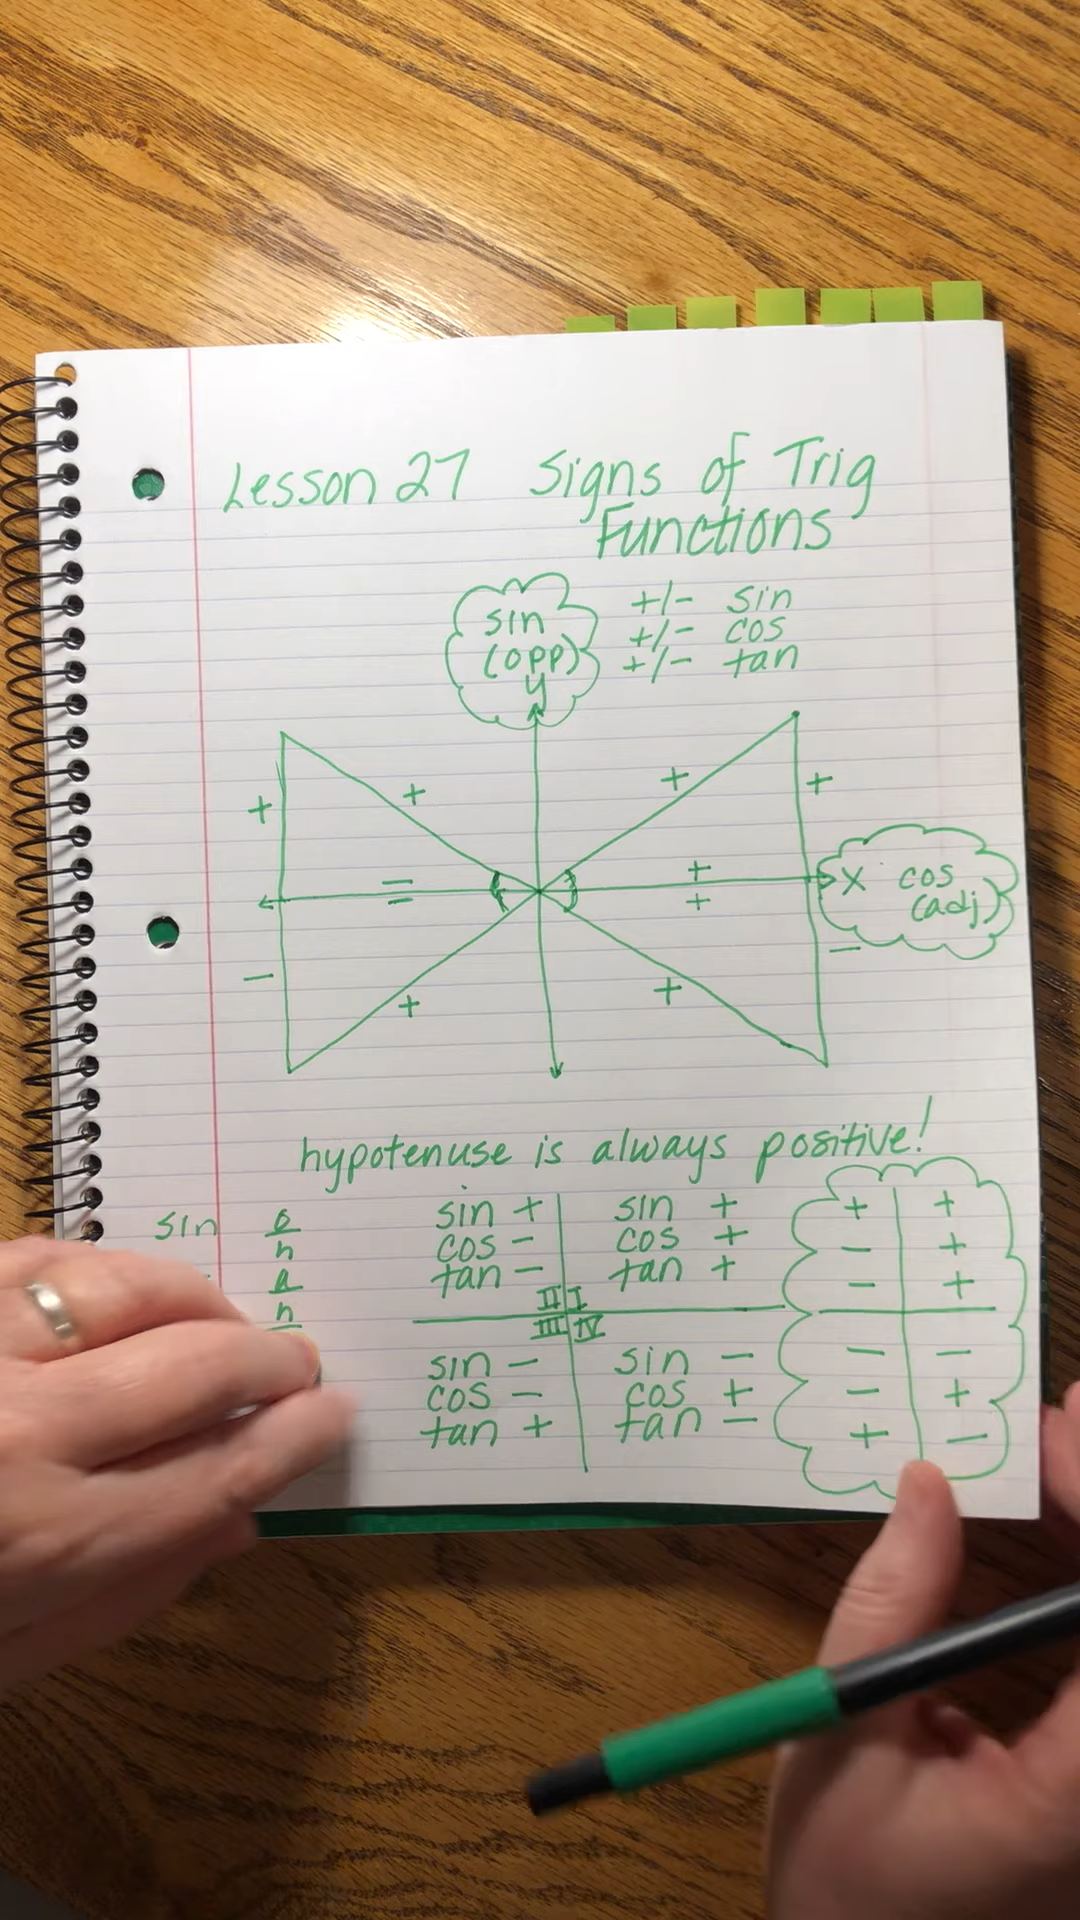 Lesson 27 Signs of Trig
Functions
sin
(opp)
y
+/- sin
+/- cos
+/- tan
+ + + +
− +
− +
x cos
(adj)
− + + −
hypotenuse is always positive!
sin o
h
a
h
sin + sin +
cos − cos +
tan − tan +
II I
III IV
sin − sin −
cos − cos +
tan + tan −
+ +
− +
− +
− −
− +
+ −